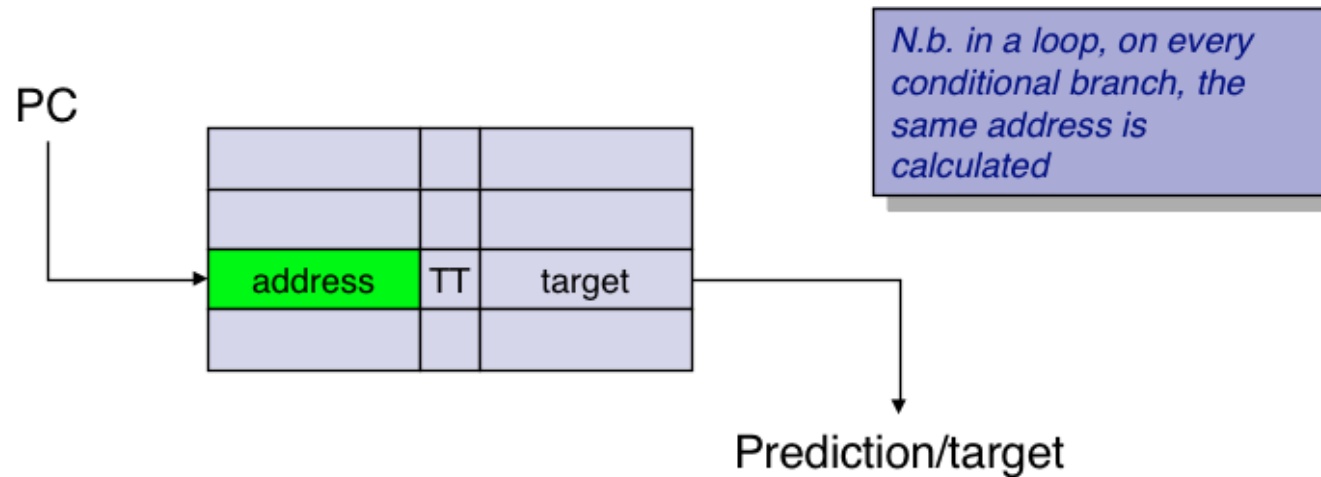 N.b. in a loop, on every
conditional branch, the
same address is
calculated
PC
address TT target
Prediction/target